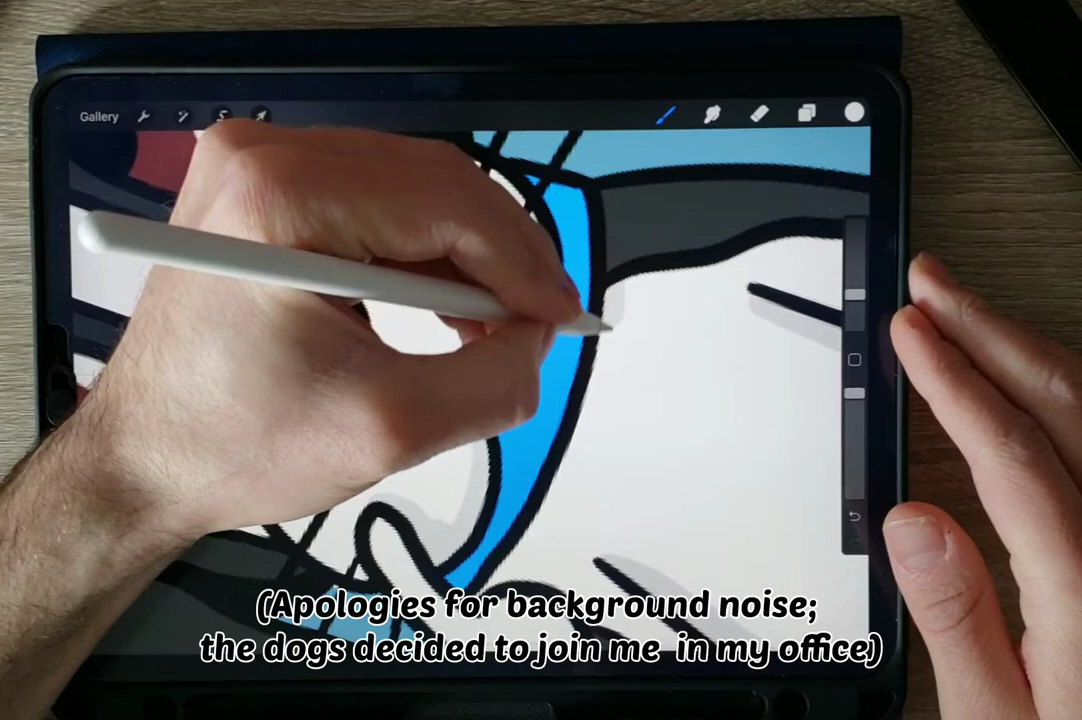 Gallery
(Apologies for background noise;
the dogs decided to join me in my office)